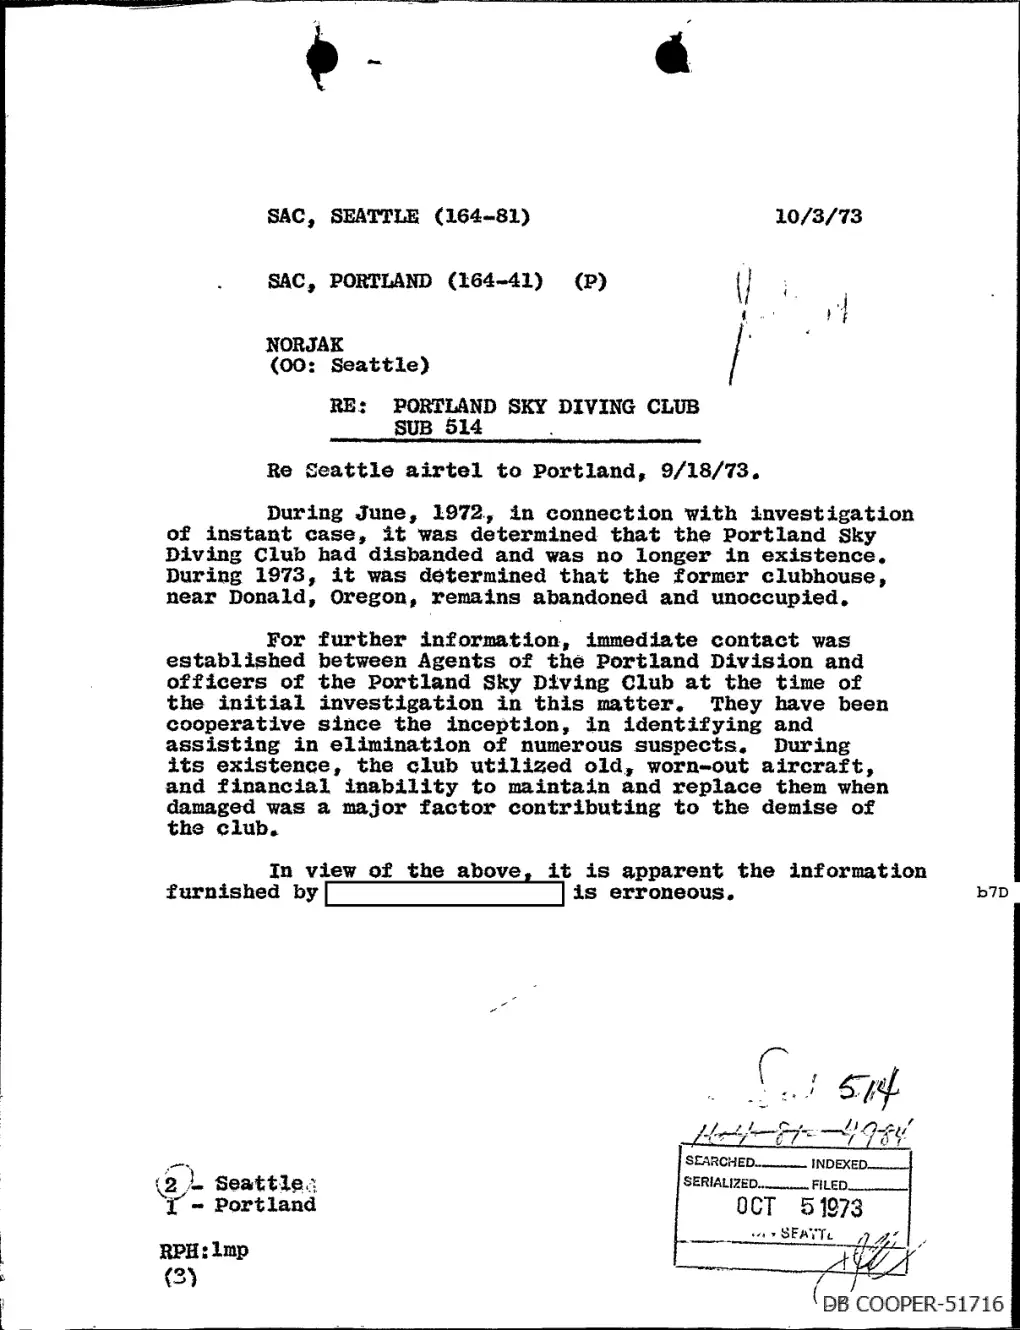 SAC, SEATTLE (164-81) 10/3/73
SAC, PORTLAND (164-41) (P)
NORJAK
(OO: Seattle)
RE: PORTLAND SKY DIVING CLUB
SUB 514
Re Seattle airtel to Portland, 9/18/73.
During June, 1972, in connection with investigation
of instant case, it was determined that the Portland Sky
Diving Club had disbanded and was no longer in existence.
During 1973, it was determined that the former clubhouse,
near Donald, Oregon, remains abandoned and unoccupied.
For further information, immediate contact was
established between Agents of the Portland Division and
officers of the Portland Sky Diving Club at the time of
the initial investigation in this matter. They have been
cooperative since the inception, in identifying and
assisting in elimination of numerous suspects. During
its existence, the club utilized old, worn-out aircraft,
and financial inability to maintain and replace them when
damaged was a major factor contributing to the demise of
the club.
In view of the above, it is apparent the information
furnished by is erroneous. b7D
514
164-81-4984
SEARCHED INDEXED
SERIALIZED FILED
2 - Seattle
OCT 5 1973
1 - Portland
SEATTLE
RPH:lmp
(3)
DB COOPER-51716